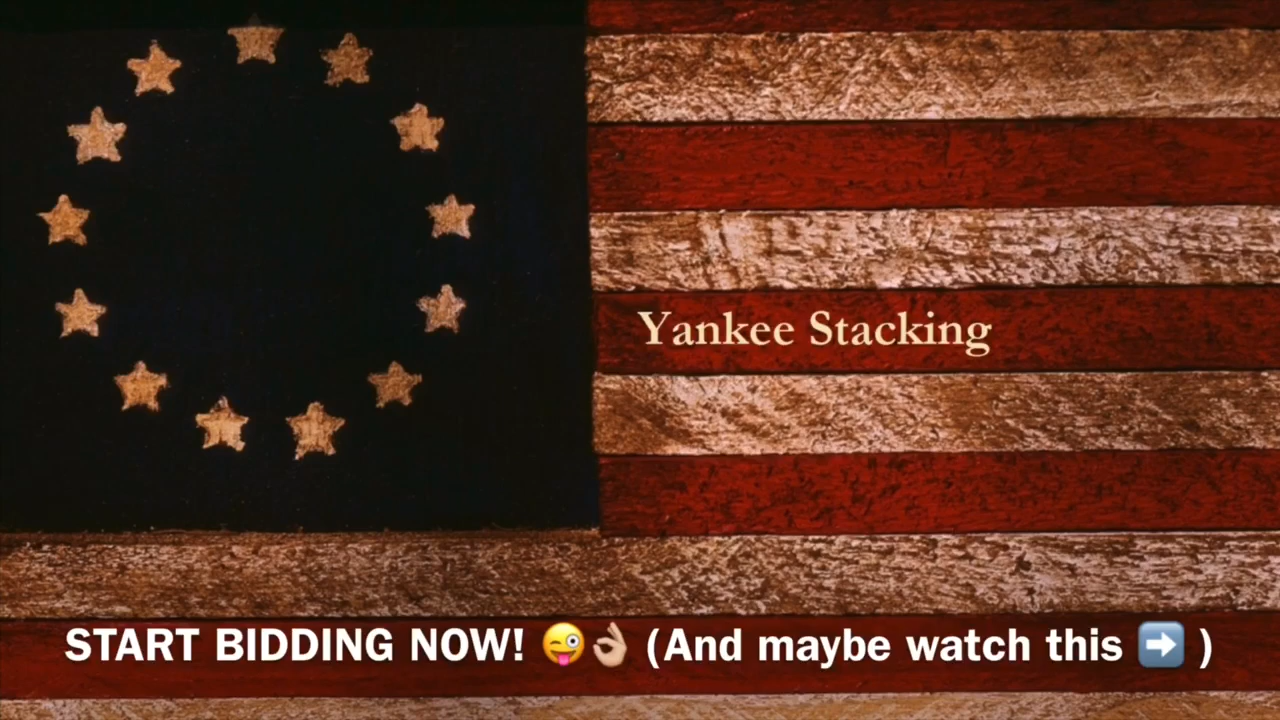 Yankee Stacking
START BIDDING NOW! 😜👌🏼 (And maybe watch this ➡️ )